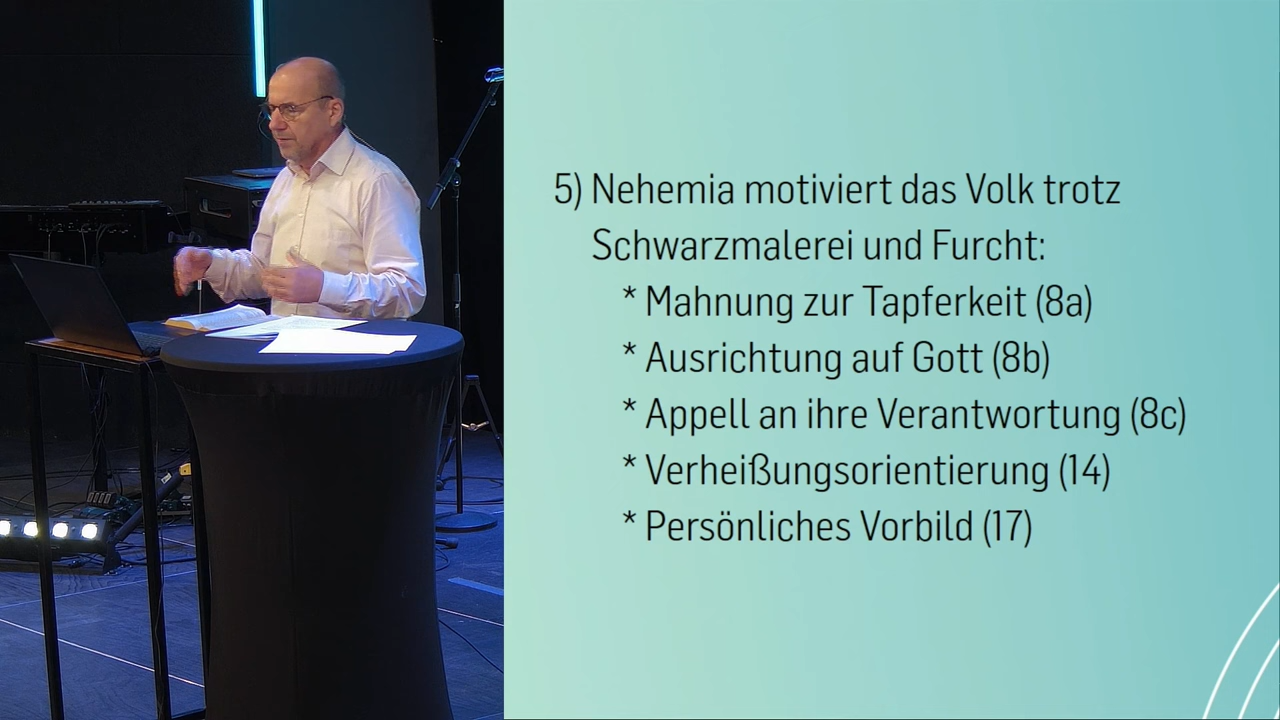 5) Nehemia motiviert das Volk trotz
Schwarzmalerei und Furcht:
* Mahnung zur Tapferkeit (8a)
* Ausrichtung auf Gott (8b)
* Appell an ihre Verantwortung (8c)
* Verheißungsorientierung (14)
* Persönliches Vorbild (17)